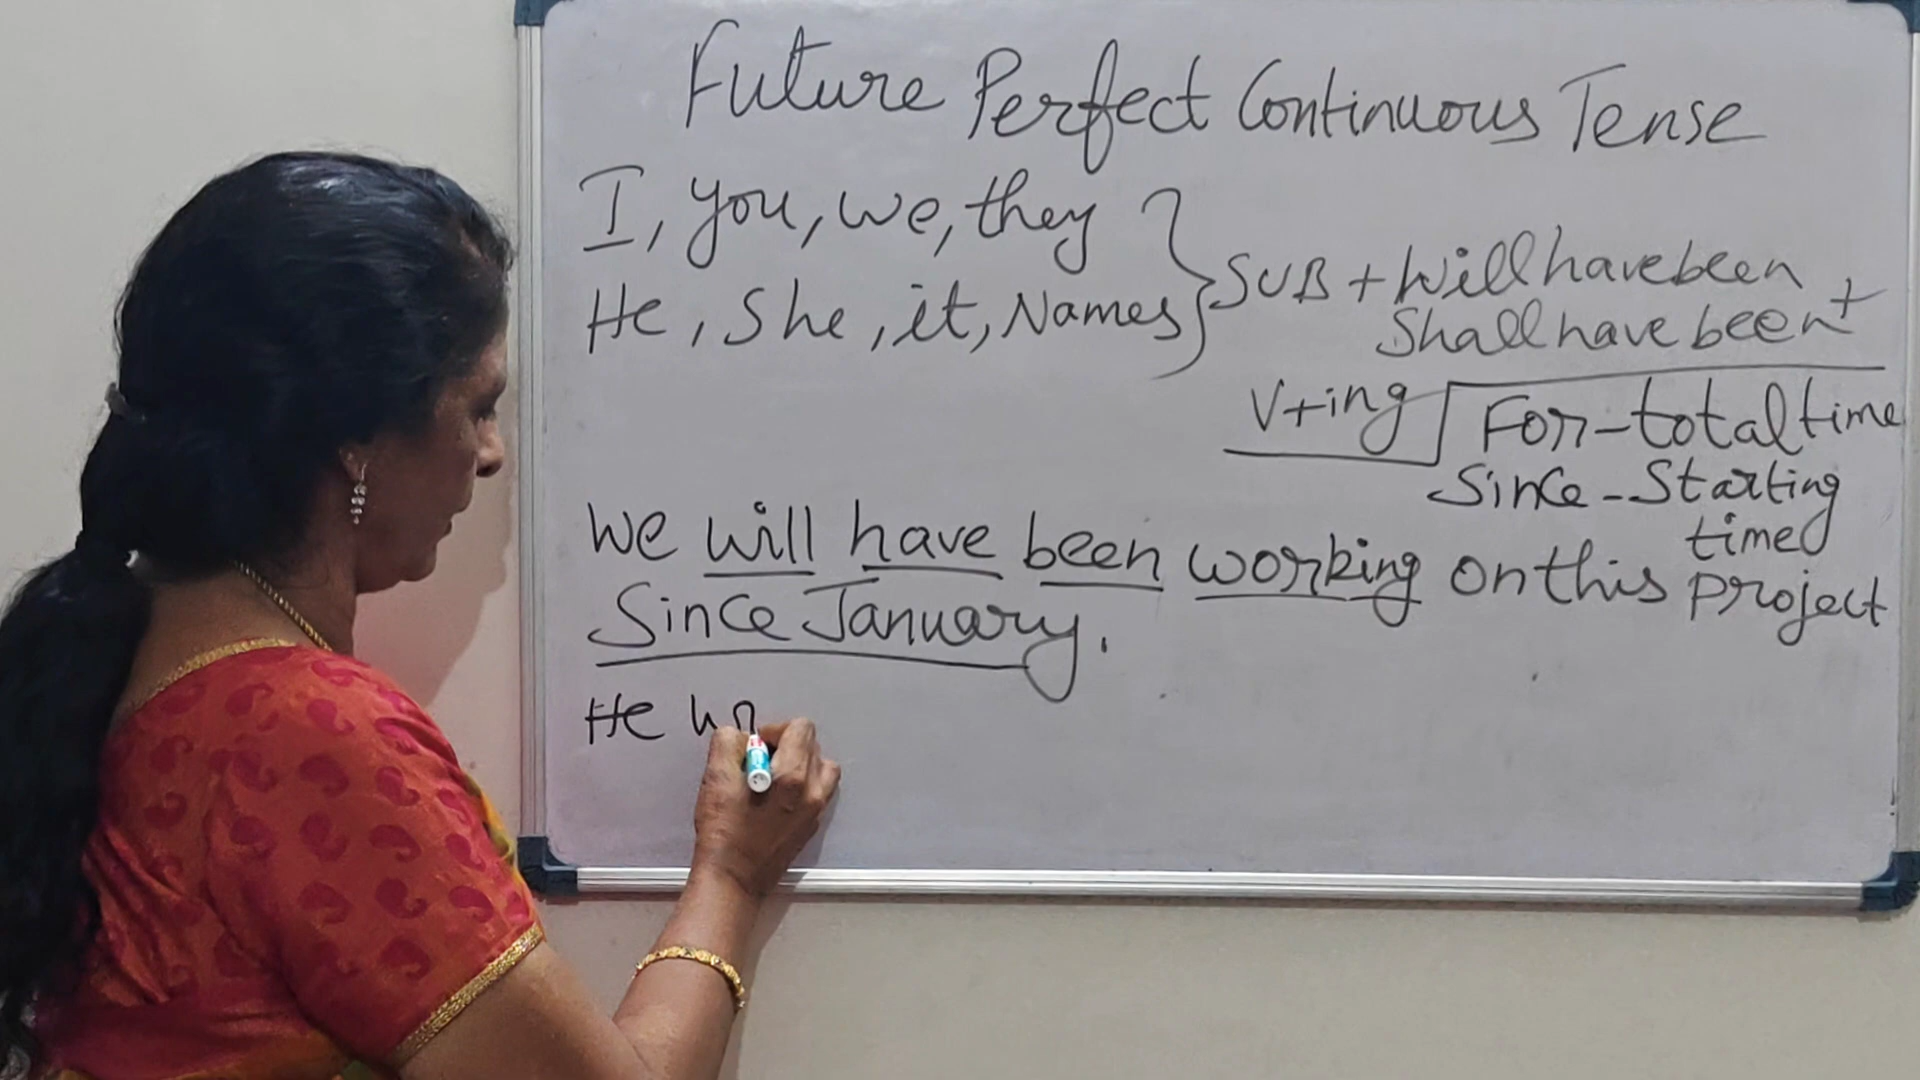 Future Perfect Continuous Tense
I, you, we, they
He, She, it, Names } SUB + Will have been
Shall have been +
V+ing
For - total time
Since - Starting
time
We will have been working on this project
Since January.
He